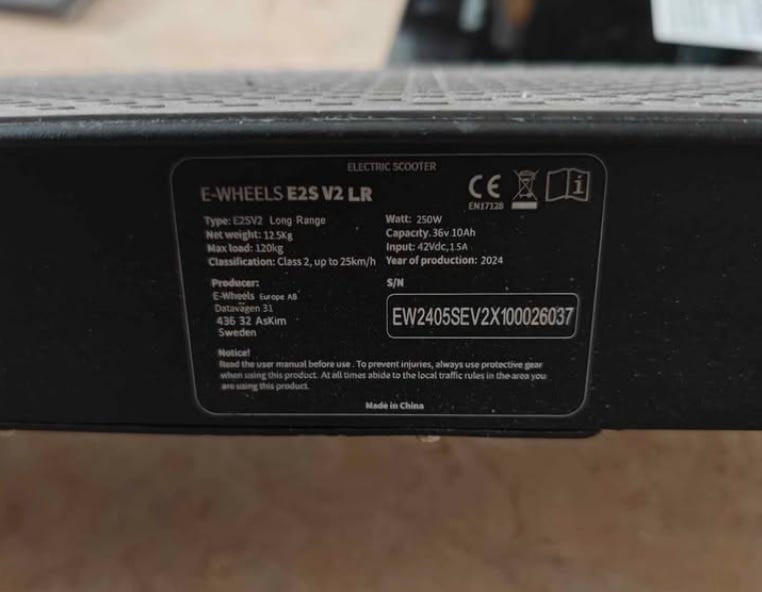 ELECTRIC SCOOTER
E-WHEELS E2S V2 LR
CE
EN17128
i
Type: E2SV2 Long Range
Net weight: 12.5Kg
Max load: 120kg
Classification: Class 2, up to 25km/h
Watt: 250W
Capacity. 36v 10Ah
Input: 42Vdc, 1.5A
Year of production: 2024
Producer:
E-Wheels Europe AB
Datavägen 31
436 32 AsKim
Sweden
S/N
EW2405SEV2X100026037
Notice!
Read the user manual before use . To prevent injuries, always use protective gear
when using this product. At all times abide to the local traffic rules in the area you
are using this product.
Made in China